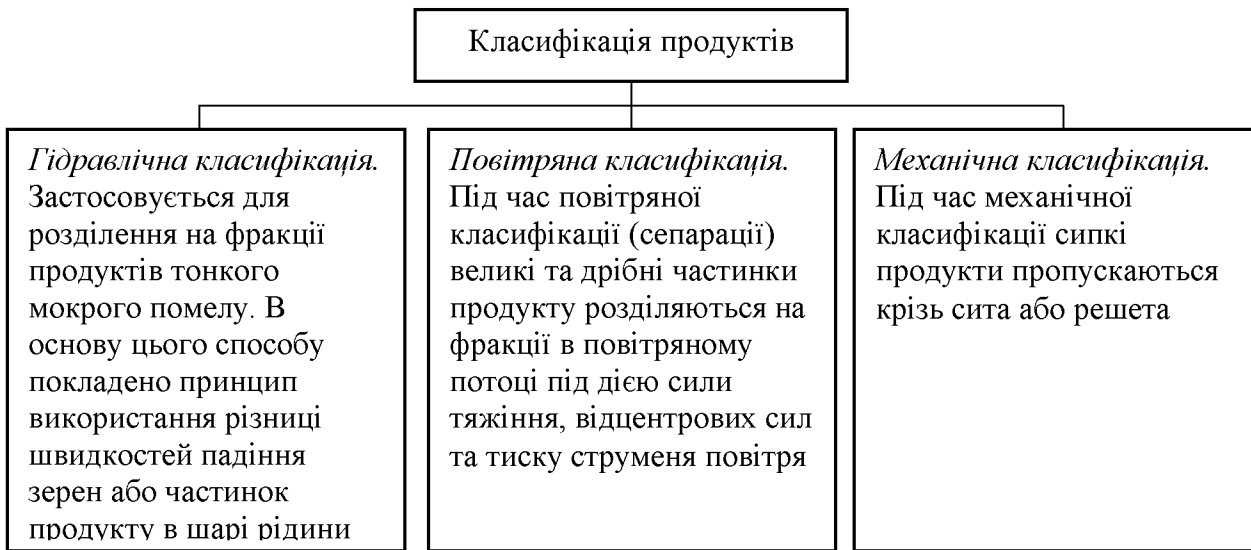 Класифікація продуктів
Гідравлічна класифікація.
Застосовується для
розділення на фракції
продуктів тонкого
мокрого помелу. В
основу цього способу
покладено принцип
використання різниці
швидкостей падіння
зерен або частинок
продукту в шарі рідини
Повітряна класифікація.
Під час повітряної
класифікації (сепарації)
великі та дрібні частинки
продукту розділяються на
фракції в повітряному
потоці під дією сили
тяжіння, відцентрових сил
та тиску струменя повітря
Механічна класифікація.
Під час механічної
класифікації сипкі
продукти пропускаються
крізь сита або решета